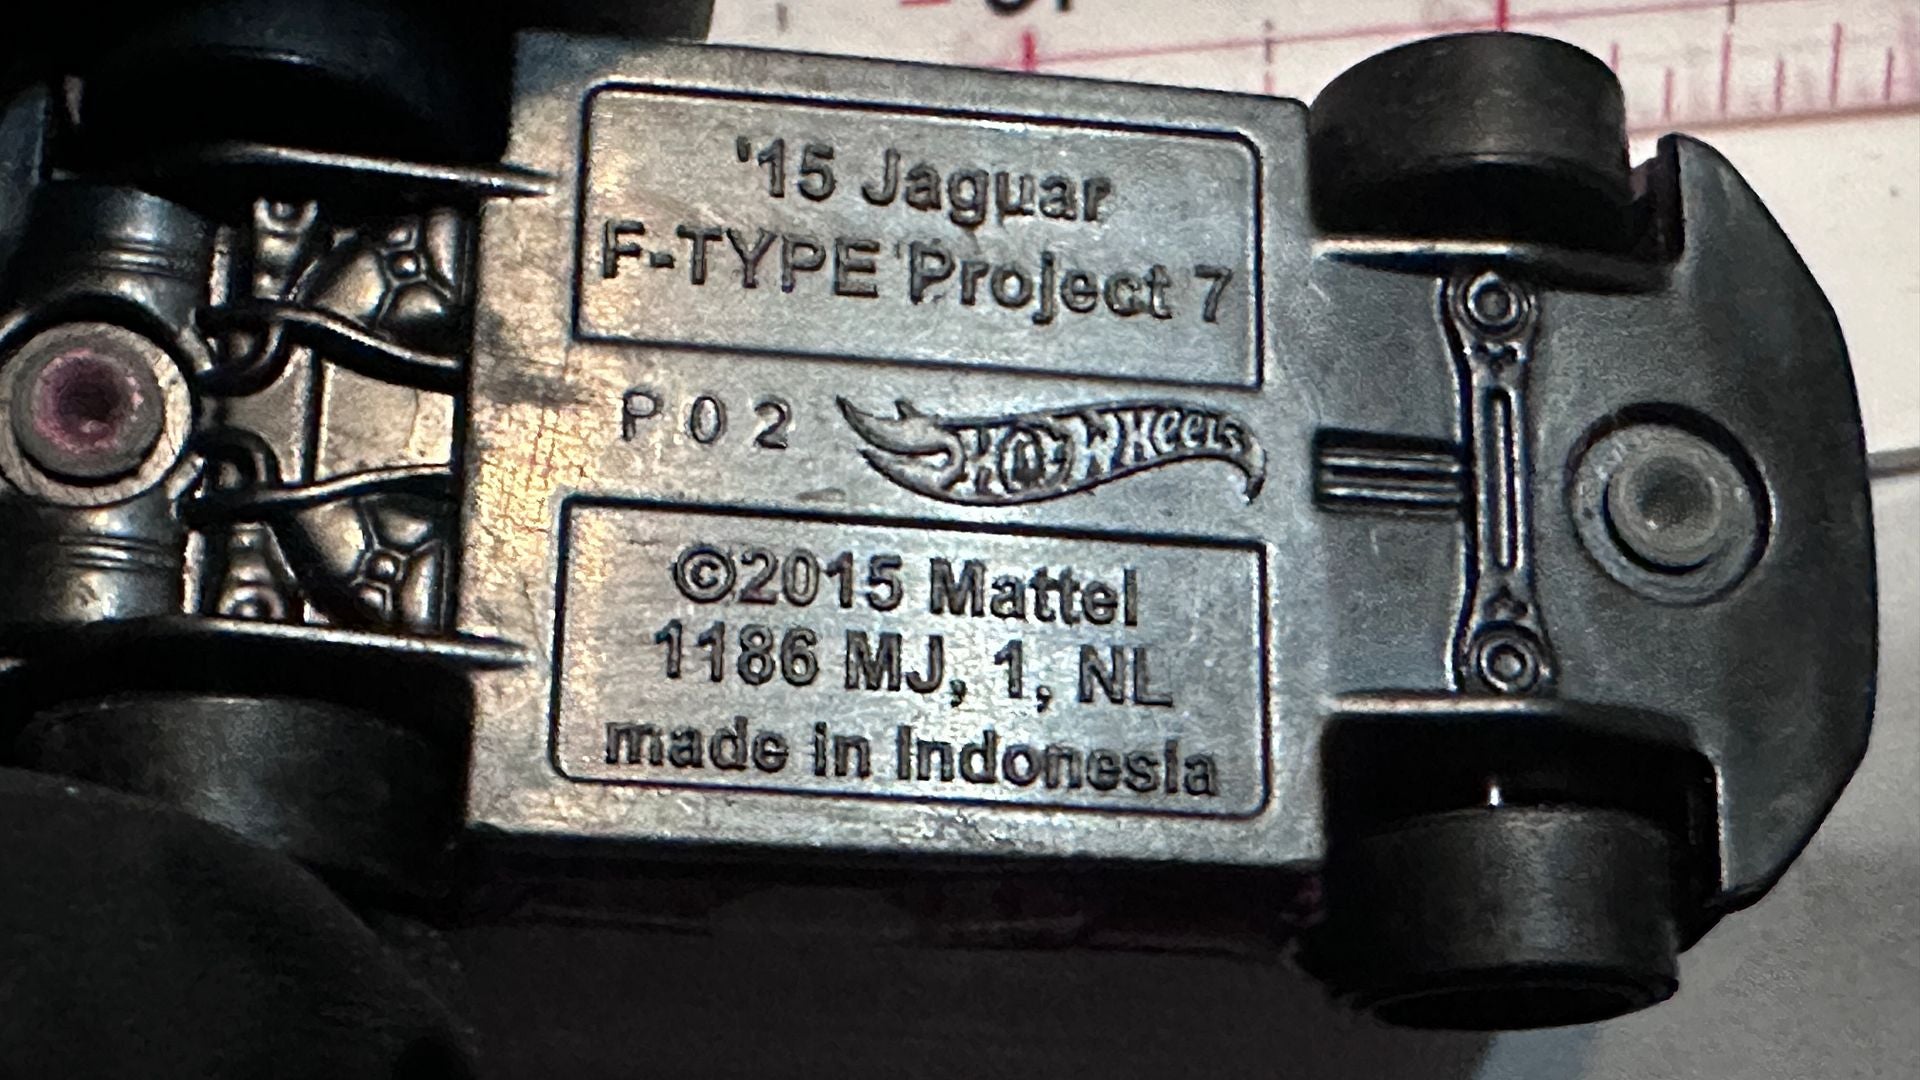 '15 Jaguar
F-TYPE Project 7
P02 HOT WHEELS
©2015 Mattel
1186 MJ, 1, NL
made in Indonesia